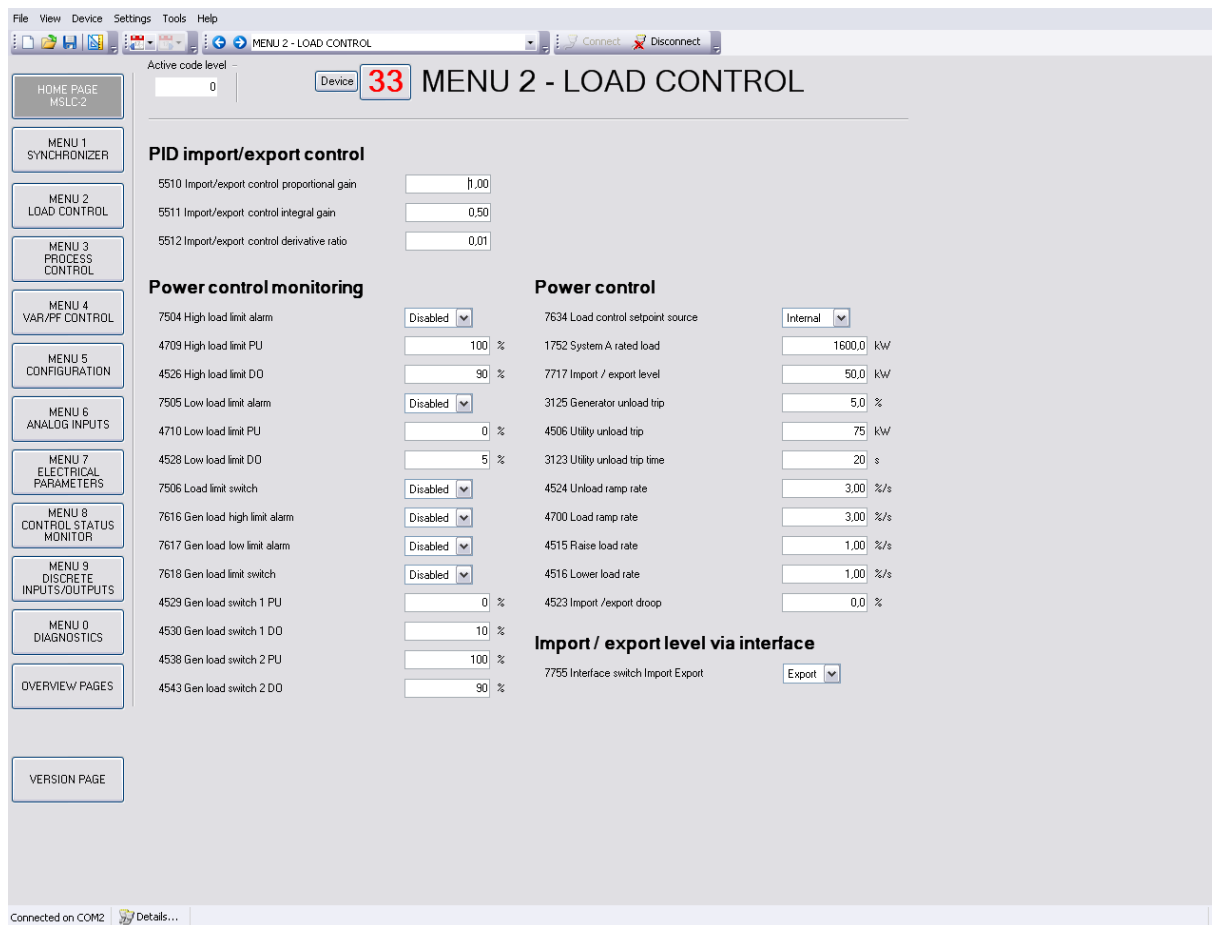 File View Device Settings Tools Help
MENU 2 - LOAD CONTROL Connect Disconnect
HOME PAGE
MSLC-2
MENU 1
SYNCHRONIZER
MENU 2
LOAD CONTROL
MENU 3
PROCESS
CONTROL
MENU 4
VAR/PF CONTROL
MENU 5
CONFIGURATION
MENU 6
ANALOG INPUTS
MENU 7
ELECTRICAL
PARAMETERS
MENU 8
CONTROL STATUS
MONITOR
MENU 9
DISCRETE
INPUTS/OUTPUTS
MENU 0
DIAGNOSTICS
OVERVIEW PAGES
VERSION PAGE
Active code level
0
Device 33 MENU 2 - LOAD CONTROL
PID import/export control
5510 Import/export control proportional gain 1,00
5511 Import/export control integral gain 0,50
5512 Import/export control derivative ratio 0,01
Power control monitoring
7504 High load limit alarm Disabled
4709 High load limit PU 100 %
4526 High load limit DO 90 %
7505 Low load limit alarm Disabled
4710 Low load limit PU 0 %
4528 Low load limit DO 5 %
7506 Load limit switch Disabled
7616 Gen load high limit alarm Disabled
7617 Gen load low limit alarm Disabled
7618 Gen load limit switch Disabled
4529 Gen load switch 1 PU 0 %
4530 Gen load switch 1 DO 10 %
4538 Gen load switch 2 PU 100 %
4543 Gen load switch 2 DO 90 %
Power control
7634 Load control setpoint source Internal
1752 System A rated load 1600,0 kW
7717 Import / export level 50,0 kW
3125 Generator unload trip 5,0 %
4506 Utility unload trip 75 kW
3123 Utility unload trip time 20 s
4524 Unload ramp rate 3,00 %/s
4700 Load ramp rate 3,00 %/s
4515 Raise load rate 1,00 %/s
4516 Lower load rate 1,00 %/s
4523 Import /export droop 0,0 %
Import / export level via interface
7755 Interface switch Import Export Export
Connected on COM2 Details...